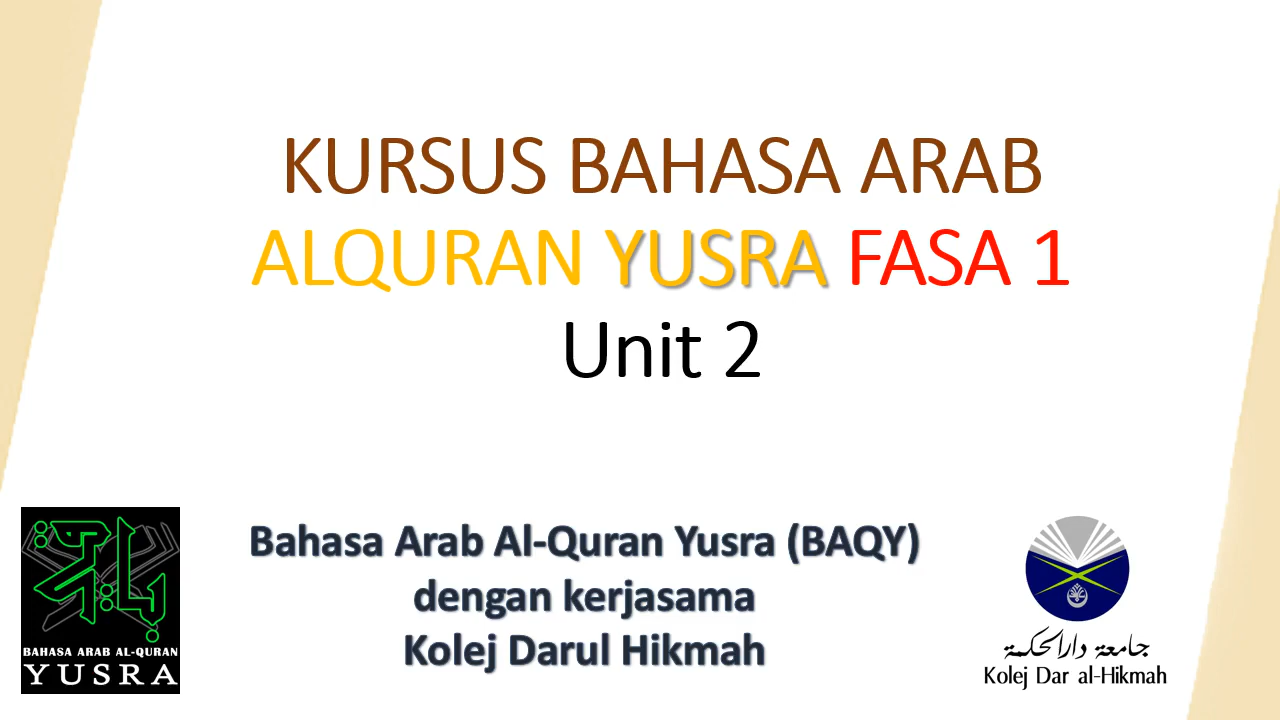 KURSUS BAHASA ARAB
ALQURAN YUSRA FASA 1
Unit 2
Bahasa Arab Al-Quran Yusra (BAQY)
dengan kerjasama
Kolej Darul Hikmah
BAHASA ARAB AL-QURAN
YUSRA
جامعة دارالحكمة
Kolej Dar al-Hikmah